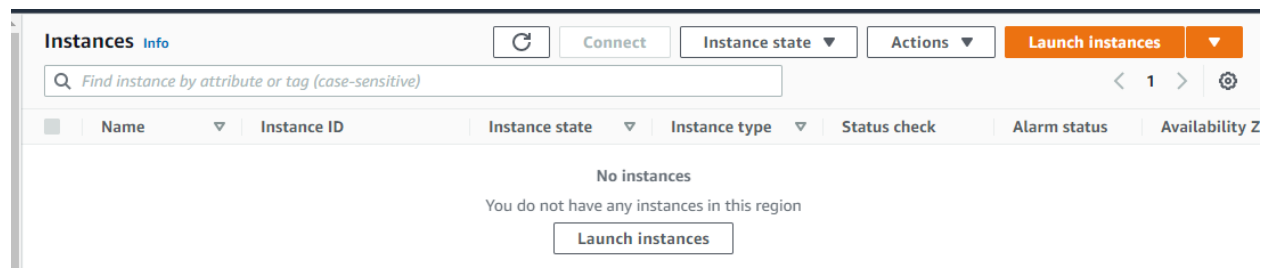 Instances Info
Connect
Instance state
Actions
Launch instances
Find instance by attribute or tag (case-sensitive)
1
Name Instance ID Instance state Instance type Status check Alarm status Availability Z
No instances
You do not have any instances in this region
Launch instances